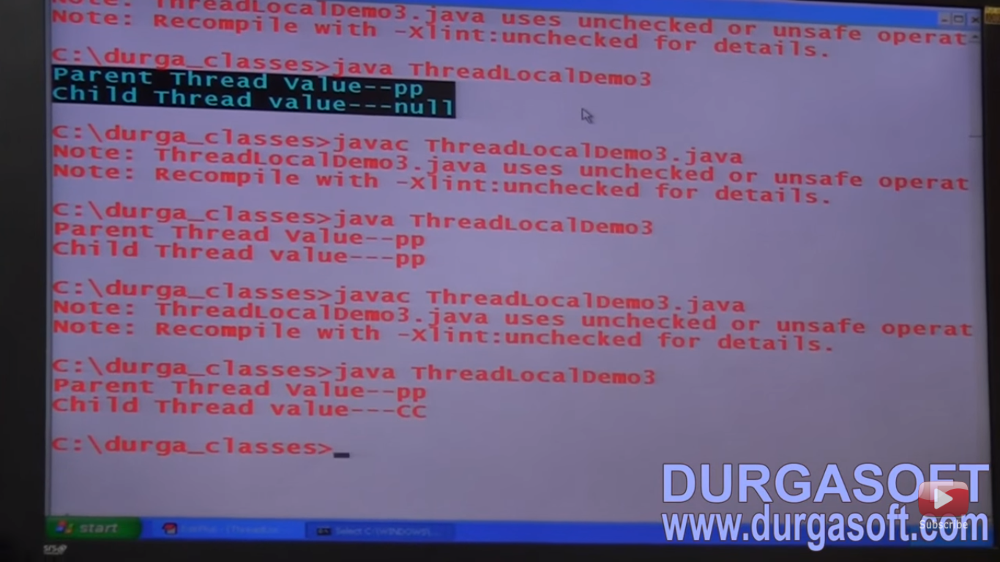 Note: ThreadLocalDemo3.java uses unchecked or unsafe operat
Note: Recompile with -Xlint:unchecked for details.
C:\durga_classes>java ThreadLocalDemo3
Parent Thread Value--pp
Child Thread value---null
C:\durga_classes>javac ThreadLocalDemo3.java
Note: ThreadLocalDemo3.java uses unchecked or unsafe operat
Note: Recompile with -Xlint:unchecked for details.
C:\durga_classes>java ThreadLocalDemo3
Parent Thread Value--pp
Child Thread value---pp
C:\durga_classes>javac ThreadLocalDemo3.java
Note: ThreadLocalDemo3.java uses unchecked or unsafe operat
Note: Recompile with -Xlint:unchecked for details.
C:\durga_classes>java ThreadLocalDemo3
Parent Thread Value--pp
Child Thread value---CC
C:\durga_classes>_
DURGASOFT
www.durgasoft.com
Subscribe
start
Select C:\WINDOWS\